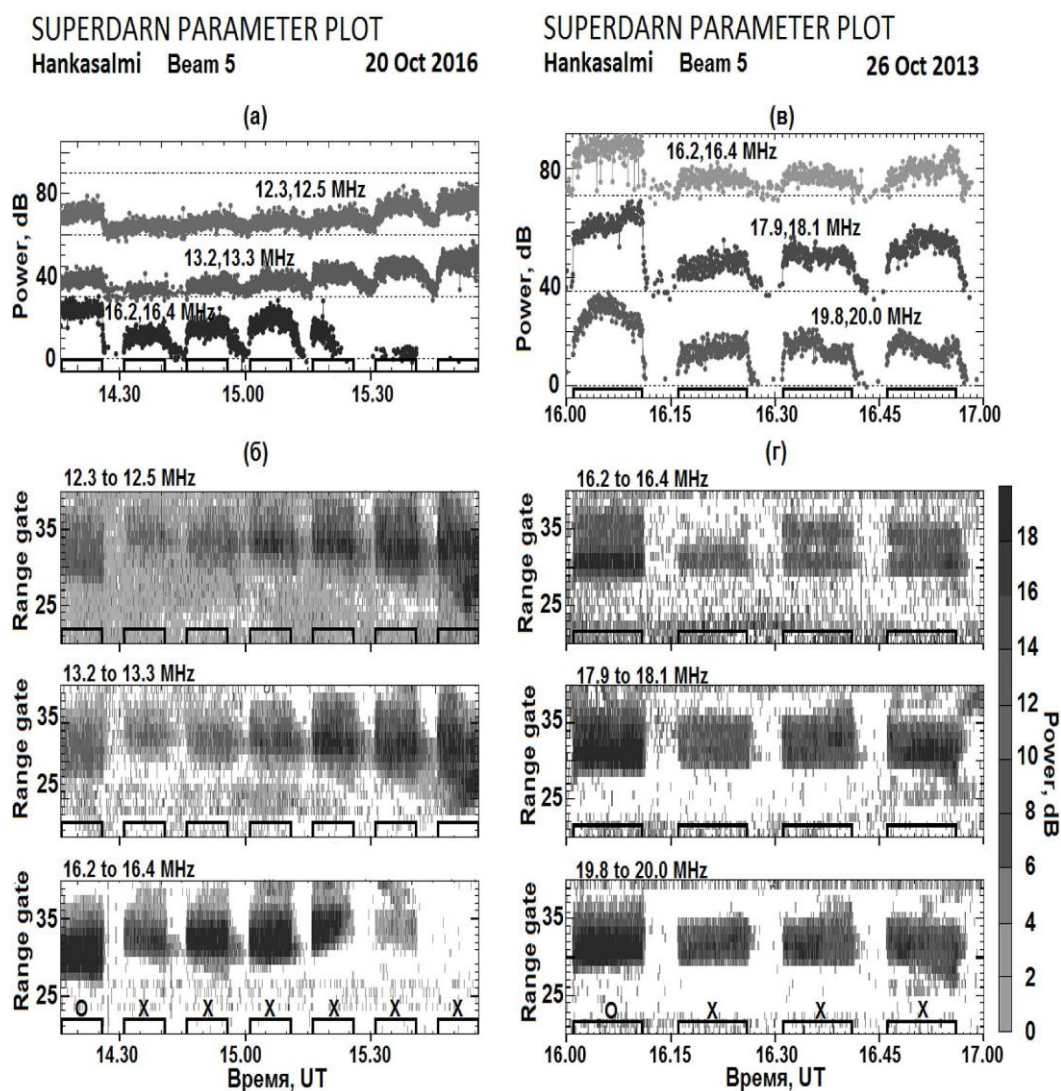 SUPERDARN PARAMETER PLOT
Hankasalmi Beam 5 20 Oct 2016
(а)
Power, dB
80
40
0
12.3,12.5 MHz
13.2,13.3 MHz
16.2,16.4 MHz
14.30 15.00 15.30
(б)
12.3 to 12.5 MHz
Range gate
35
25
13.2 to 13.3 MHz
Range gate
35
25
16.2 to 16.4 MHz
Range gate
35
25
O X X X X X X
14.30 15.00 15.30
Время, UT
SUPERDARN PARAMETER PLOT
Hankasalmi Beam 5 26 Oct 2013
(в)
Power, dB
80
40
0
16.2,16.4 MHz
17.9,18.1 MHz
19.8,20.0 MHz
16.00 16.15 16.30 16.45 17.00
(г)
16.2 to 16.4 MHz
Range gate
35
25
17.9 to 18.1 MHz
Range gate
35
25
19.8 to 20.0 MHz
Range gate
35
25
O X X X
16.00 16.15 16.30 16.45 17.00
Время, UT
18
16
14
12
10
8
6
4
2
0
Power, dB